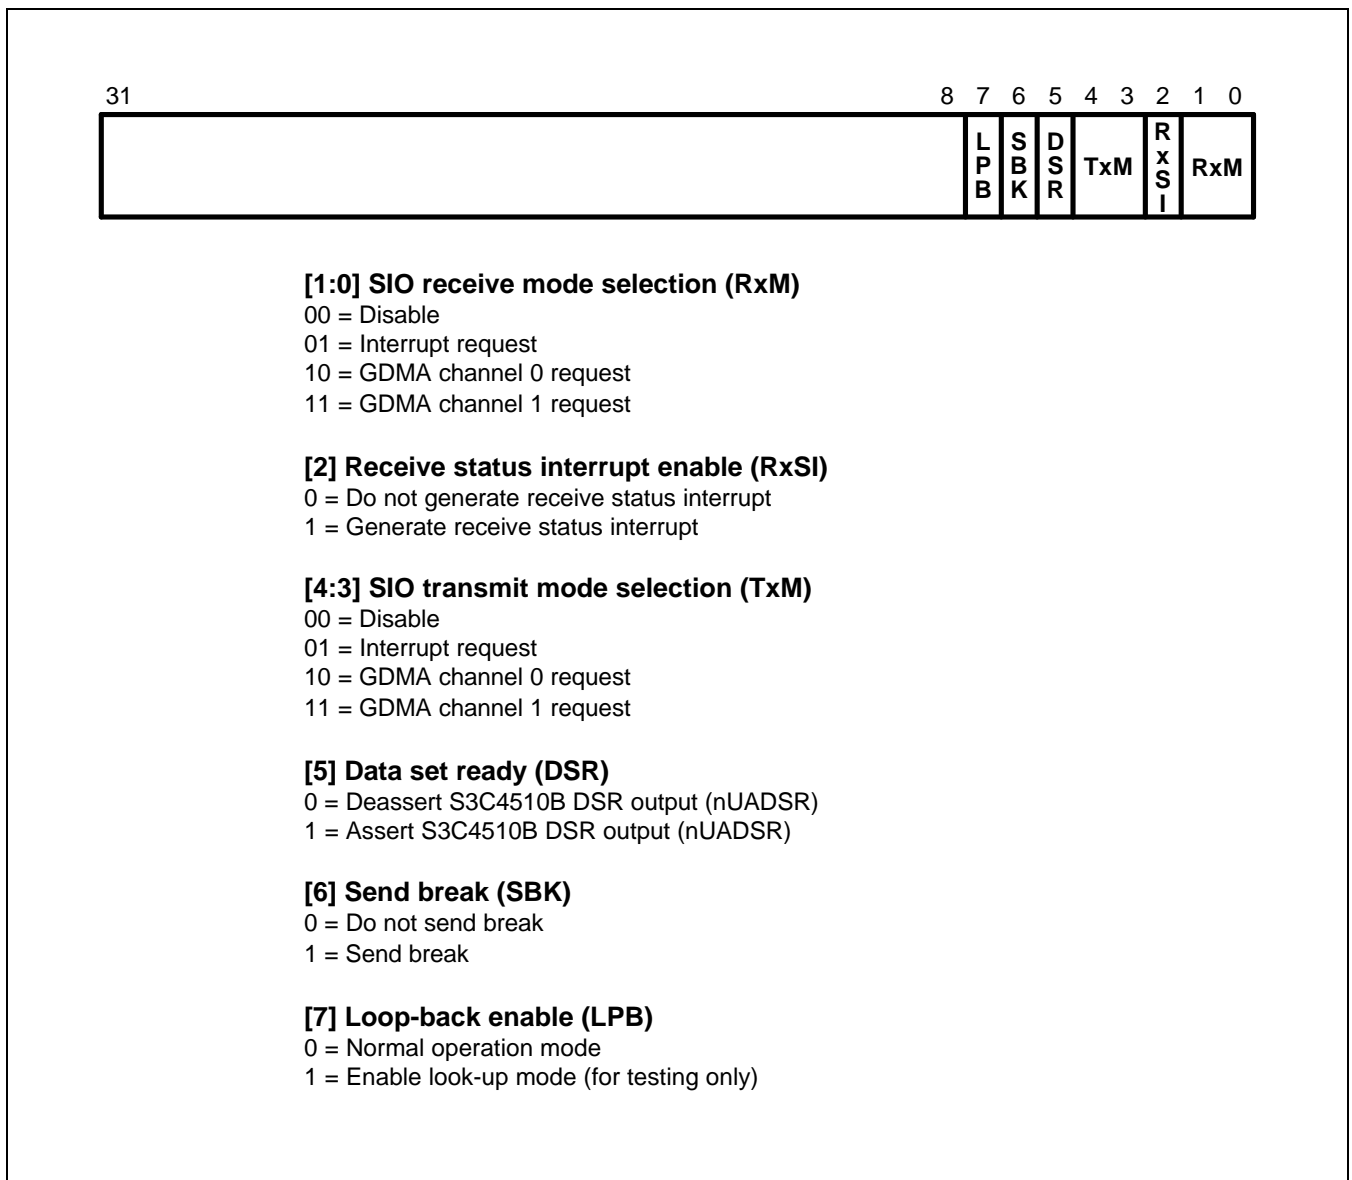 31 8 7 6 5 4 3 2 1 0
LPB SBK DSR TxM RxSI RxM
[1:0] SIO receive mode selection (RxM)
00 = Disable
01 = Interrupt request
10 = GDMA channel 0 request
11 = GDMA channel 1 request
[2] Receive status interrupt enable (RxSI)
0 = Do not generate receive status interrupt
1 = Generate receive status interrupt
[4:3] SIO transmit mode selection (TxM)
00 = Disable
01 = Interrupt request
10 = GDMA channel 0 request
11 = GDMA channel 1 request
[5] Data set ready (DSR)
0 = Deassert S3C4510B DSR output (nUADSR)
1 = Assert S3C4510B DSR output (nUADSR)
[6] Send break (SBK)
0 = Do not send break
1 = Send break
[7] Loop-back enable (LPB)
0 = Normal operation mode
1 = Enable look-up mode (for testing only)